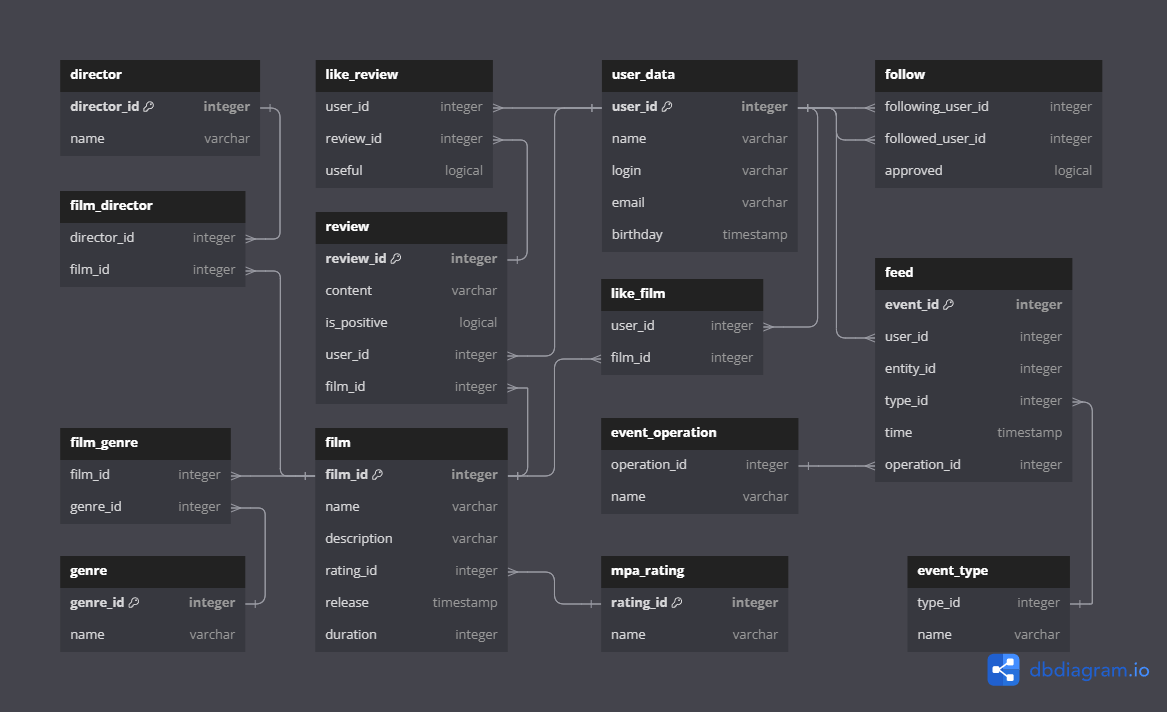 director
director_id integer
name varchar
film_director
director_id integer
film_id integer
film_genre
film_id integer
genre_id integer
genre
genre_id integer
name varchar
like_review
user_id integer
review_id integer
useful logical
review
review_id integer
content varchar
is_positive logical
user_id integer
film_id integer
film
film_id integer
name varchar
description varchar
rating_id integer
release timestamp
duration integer
user_data
user_id integer
name varchar
login varchar
email varchar
birthday timestamp
like_film
user_id integer
film_id integer
event_operation
operation_id integer
name varchar
mpa_rating
rating_id integer
name varchar
follow
following_user_id integer
followed_user_id integer
approved logical
feed
event_id integer
user_id integer
entity_id integer
type_id integer
time timestamp
operation_id integer
event_type
type_id integer
name varchar
dbdiagram.io